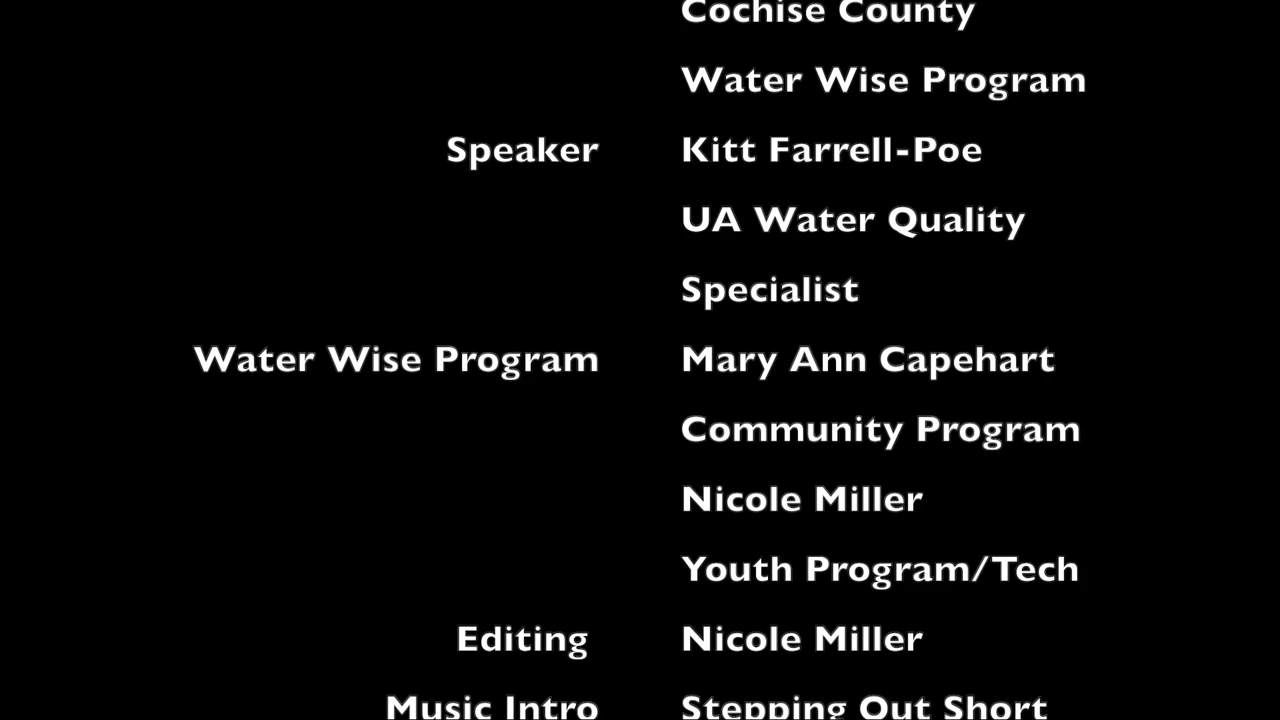 Cochise County
Water Wise Program
Speaker Kitt Farrell-Poe
UA Water Quality
Specialist
Water Wise Program Mary Ann Capehart
Community Program
Nicole Miller
Youth Program/Tech
Editing Nicole Miller
Music Intro Stepping Out Short